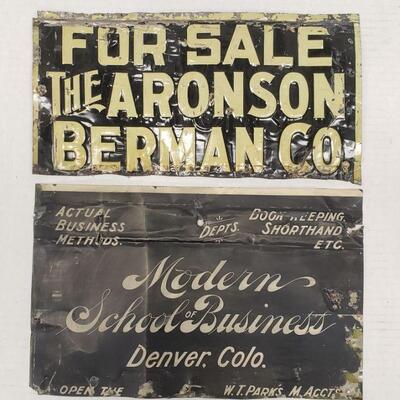 FOR SALE
THE ARONSON
BERMAN CO.
ACTUAL
BUSINESS
METHODS.
DEPTS.
BOOK KEEPING,
SHORTHAND
ETC.
Modern
School OF Business
Denver, Colo.
OPEN THE
W.T. PARKS, M. ACCT.